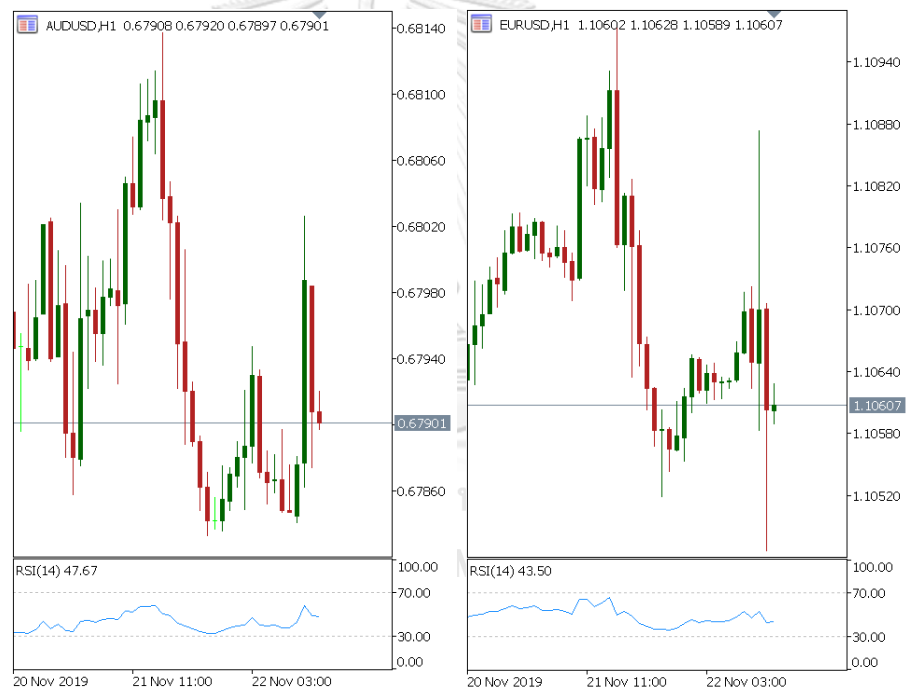 AUDUSD,H1 0.67908 0.67920 0.67897 0.67901
0.68140
0.68100
0.68060
0.68020
0.67980
0.67940
0.67901
0.67860
RSI(14) 47.67
100.00
70.00
30.00
0.00
20 Nov 2019
21 Nov 11:00
22 Nov 03:00
EURUSD,H1 1.10602 1.10628 1.10589 1.10607
1.10940
1.10880
1.10820
1.10760
1.10700
1.10640
1.10607
1.10580
1.10520
RSI(14) 43.50
100.00
70.00
30.00
0.00
20 Nov 2019
21 Nov 11:00
22 Nov 03:00